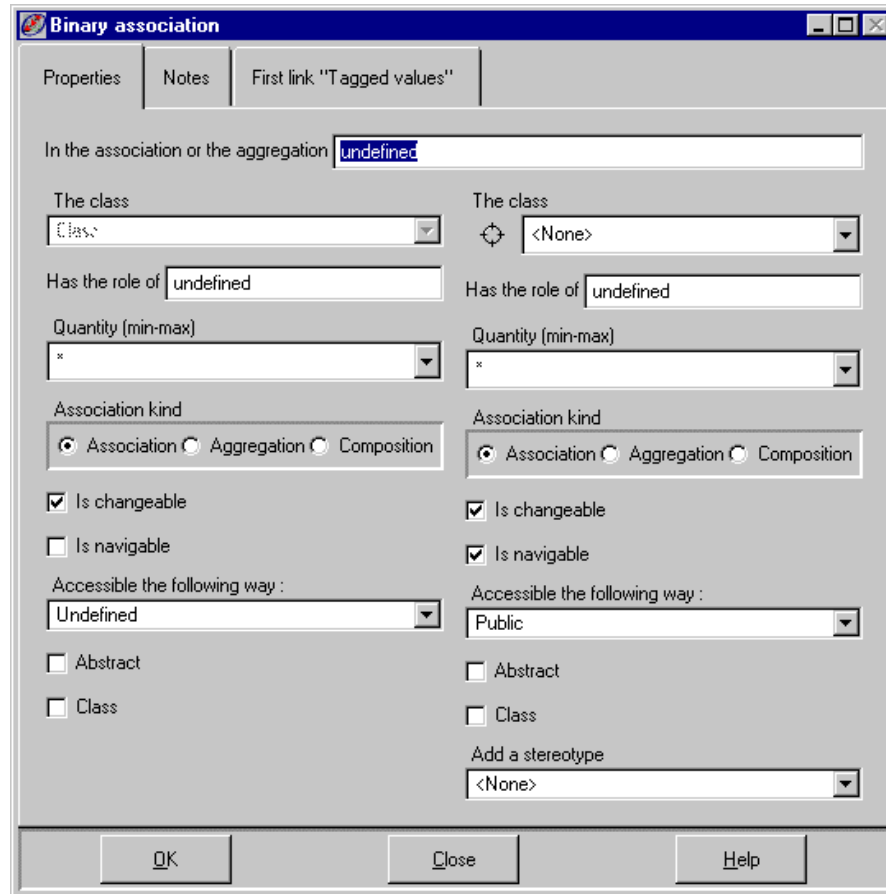 Binary association
Properties Notes First link "Tagged values"
In the association or the aggregation undefined
The class
Class
Has the role of undefined
Quantity (min-max)
*
Association kind
Association Aggregation Composition
Is changeable
Is navigable
Accessible the following way :
Undefined
Abstract
Class
The class
<None>
Has the role of undefined
Quantity (min-max)
*
Association kind
Association Aggregation Composition
Is changeable
Is navigable
Accessible the following way :
Public
Abstract
Class
Add a stereotype
<None>
OK Close Help